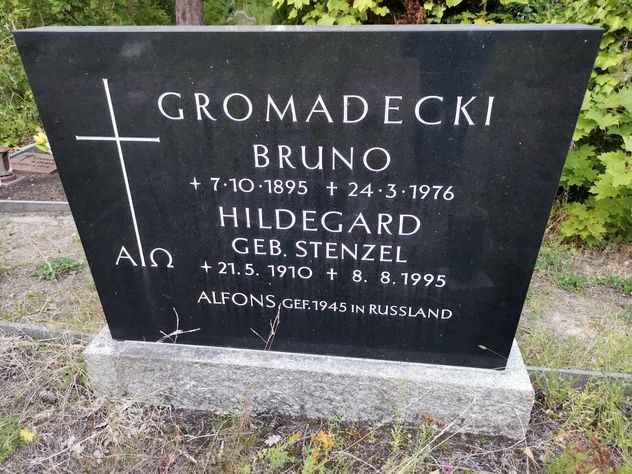 GROMADECKI
BRUNO
+ 7·10·1895 + 24·3·1976
HILDEGARD
GEB. STENZEL
+ 21.5. 1910 + 8. 8. 1995
ΑΩ
ALFONS GEF. 1945 IN RUSSLAND